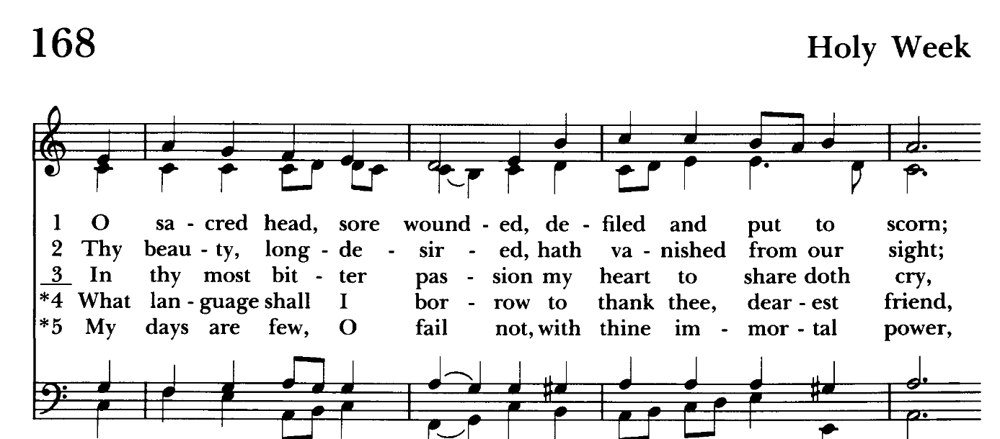 168
Holy Week
1 O sa - cred head, sore wound - ed, de - filed and put to scorn;
2 Thy beau - ty, long - de - sir - ed, hath va - nished from our sight;
3 In thy most bit - ter pas - sion my heart to share doth cry,
*4 What lan - guage shall I bor - row to thank thee, dear - est friend,
*5 My days are few, O fail not, with thine im - mor - tal power,